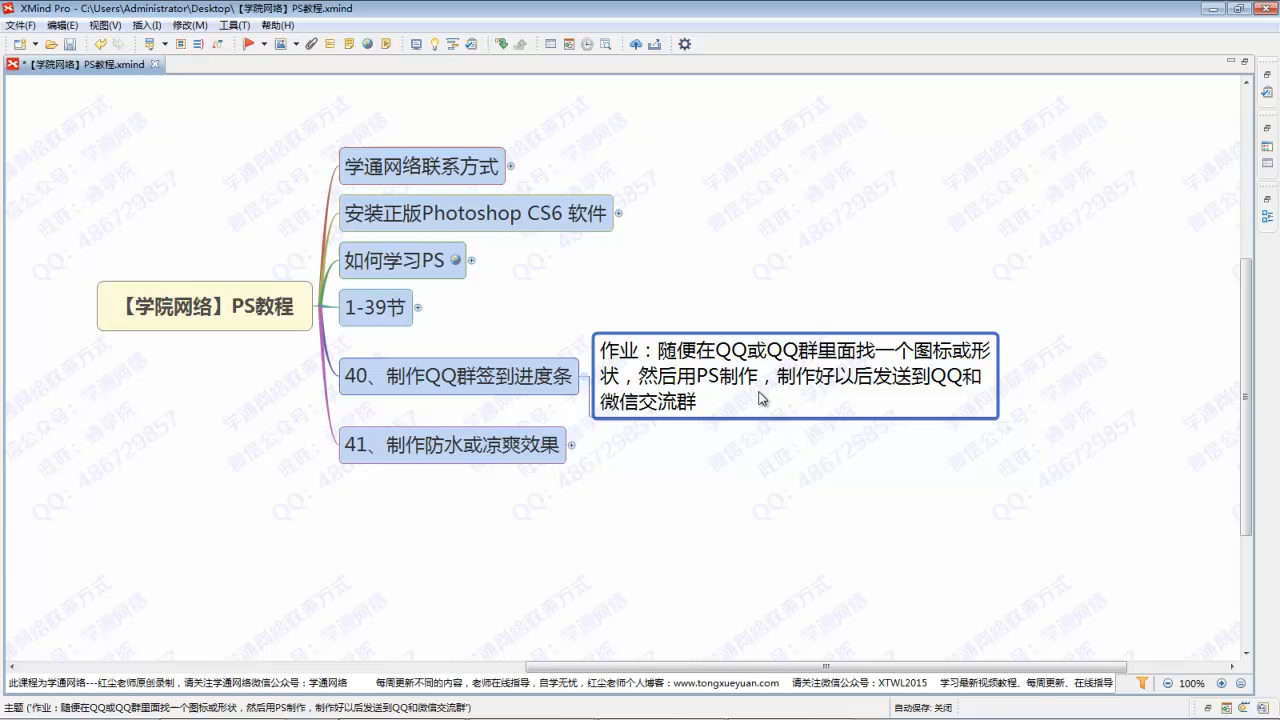 XMind Pro - C:\Users\Administrator\Desktop\【学院网络】PS教程.xmind
文件(F) 编辑(E) 视图(V) 插入(I) 修改(M) 工具(T) 帮助(H)
*【学院网络】PS教程.xmind
学通网络联系方式
安装正版Photoshop CS6 软件
如何学习PS
【学院网络】PS教程
1-39节
作业：随便在QQ或QQ群里面找一个图标或形
状，然后用PS制作，制作好以后发送到QQ和
微信交流群
40、制作QQ群签到进度条
41、制作防水或凉爽效果
QQ：486729857
此课程为学通网络---红尘老师原创录制，请关注学通网络微信公众号：学通网络 每周更新不同的内容，老师在线指导，自学无忧，红尘老师个人博客：www.tongxueyuan.com 请关注微信公众号：XTWL2015 学习最新视频教程、每周更新、在线指导
100%
主题 ('作业：随便在QQ或QQ群里面找一个图标或形状，然后用PS制作，制作好以后发送到QQ和微信交流群')
自动保存: 关闭